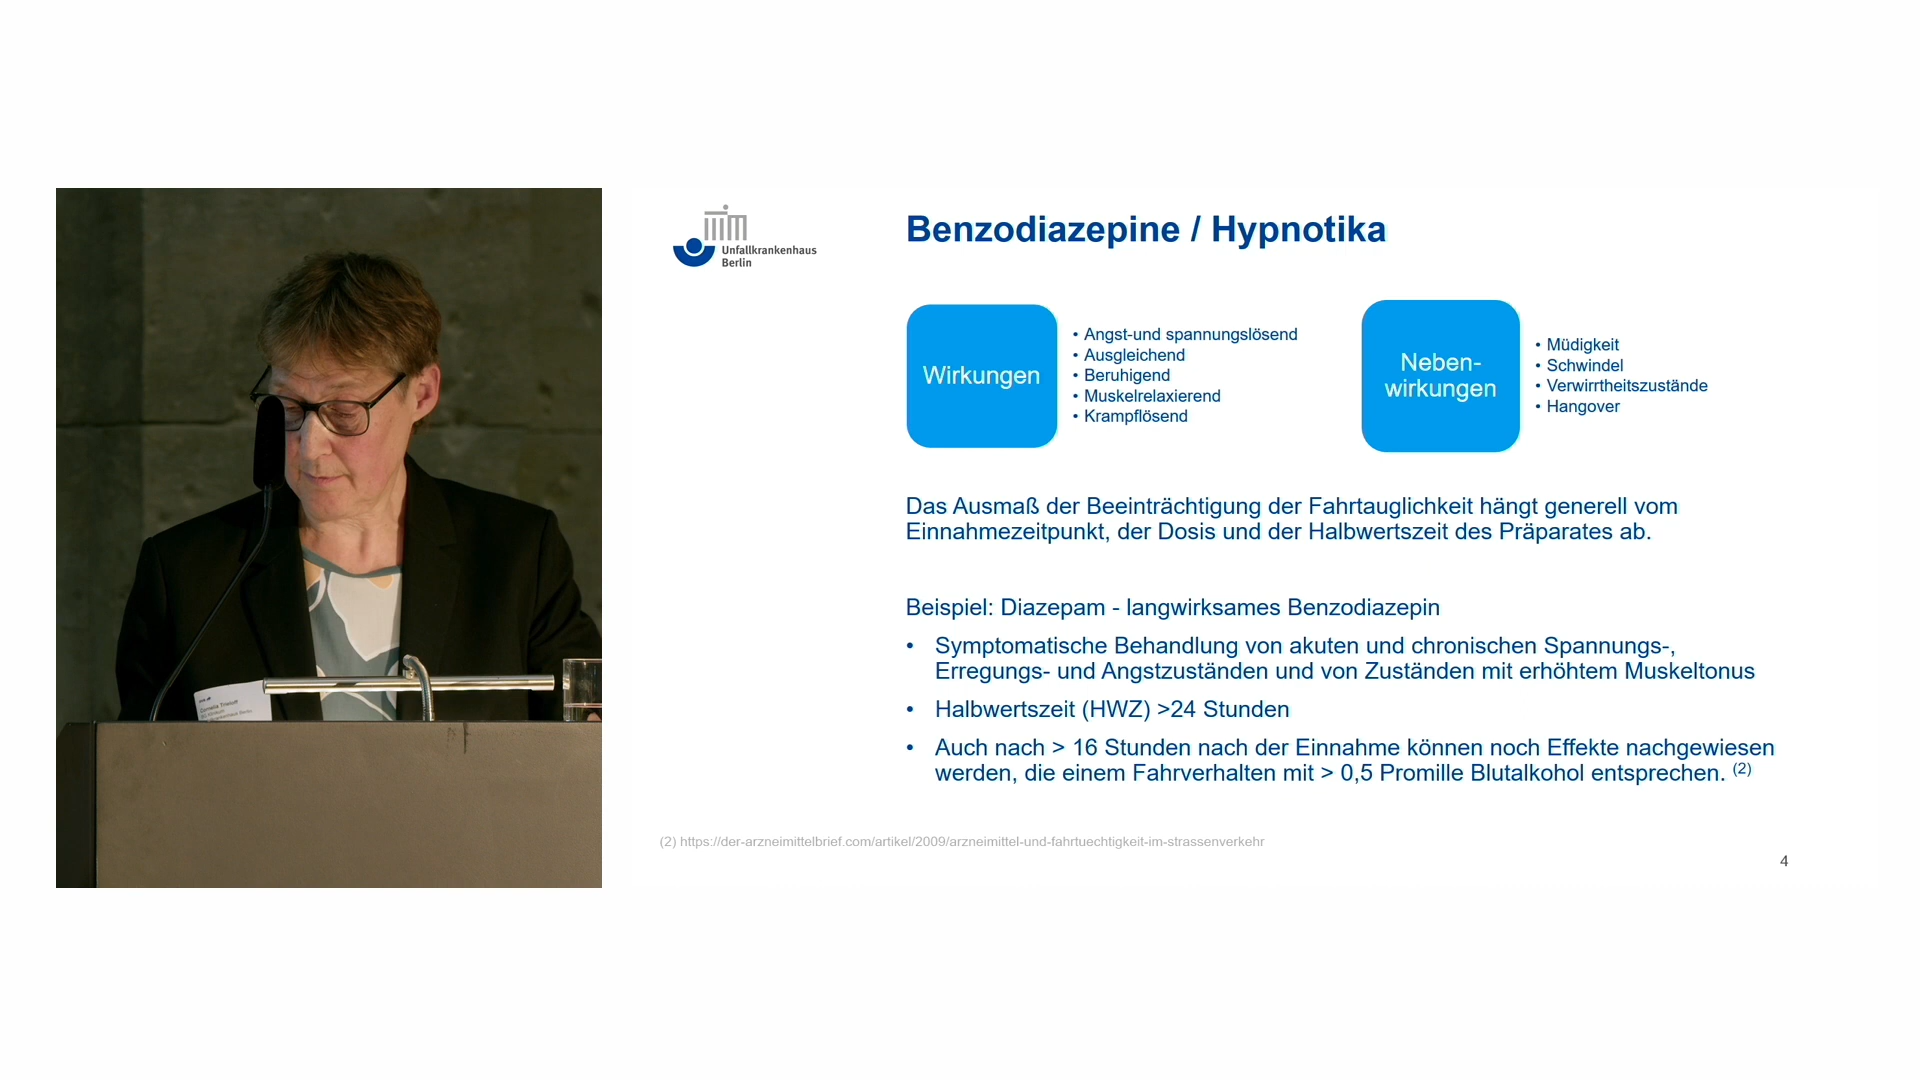 Unfallkrankenhaus
Berlin
Benzodiazepine / Hypnotika
Wirkungen
• Angst-und spannungslösend
• Ausgleichend
• Beruhigend
• Muskelrelaxierend
• Krampflösend
Neben-
wirkungen
• Müdigkeit
• Schwindel
• Verwirrtheitszustände
• Hangover
Das Ausmaß der Beeinträchtigung der Fahrtauglichkeit hängt generell vom
Einnahmezeitpunkt, der Dosis und der Halbwertszeit des Präparates ab.
Beispiel: Diazepam - langwirksames Benzodiazepin
• Symptomatische Behandlung von akuten und chronischen Spannungs-,
Erregungs- und Angstzuständen und von Zuständen mit erhöhtem Muskeltonus
• Halbwertszeit (HWZ) >24 Stunden
• Auch nach > 16 Stunden nach der Einnahme können noch Effekte nachgewiesen
werden, die einem Fahrverhalten mit > 0,5 Promille Blutalkohol entsprechen. (2)
(2) https://der-arzneimittelbrief.com/artikel/2009/arzneimittel-und-fahrtuechtigkeit-im-strassenverkehr
4
Cornelia